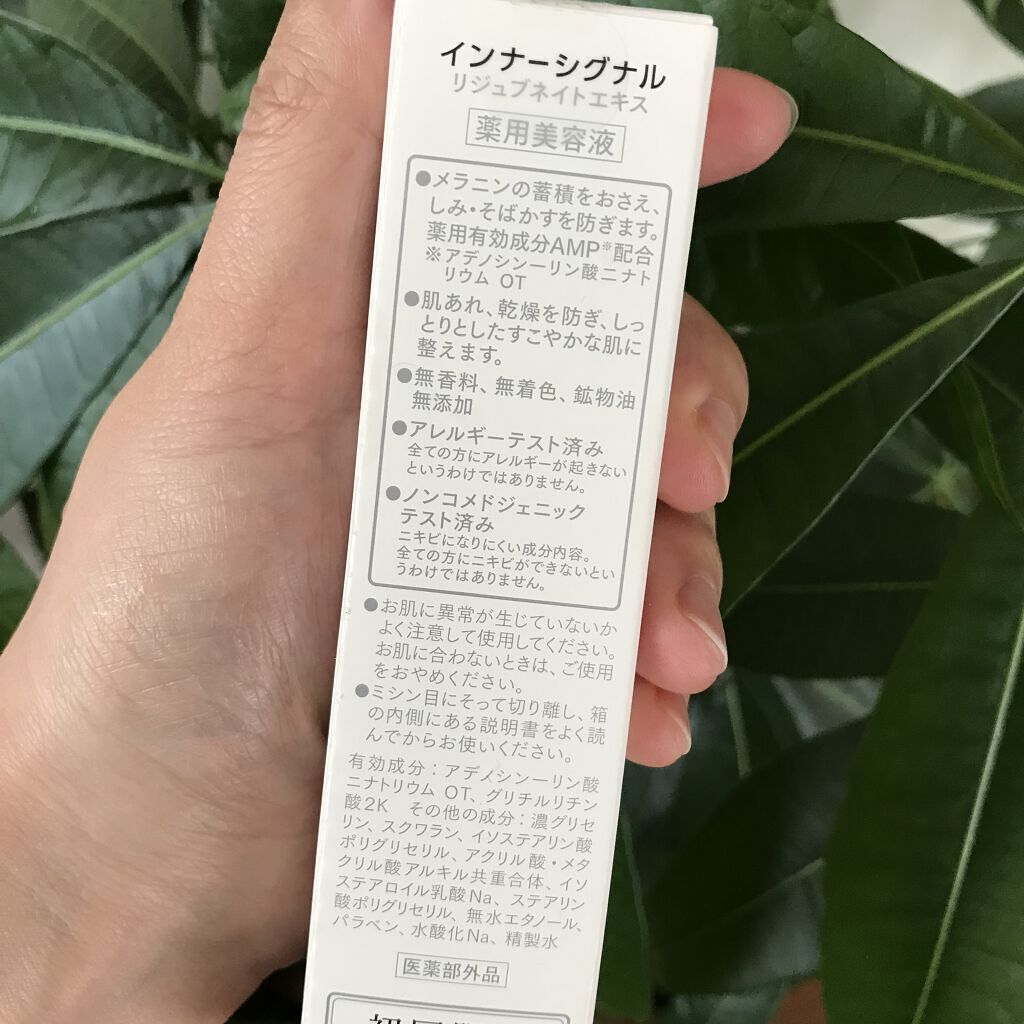 インナーシグナル
リジュブネイトエキス
薬用美容液
●メラニンの蓄積をおさえ、
しみ・そばかすを防ぎます。
薬用有効成分AMP※配合
※アデノシン一リン酸ニナト
リウム OT
●肌あれ、乾燥を防ぎ、しっ
とりとしたすこやかな肌に
整えます。
●無香料、無着色、鉱物油
無添加
●アレルギーテスト済み
全ての方にアレルギーが起きない
というわけではありません。
●ノンコメドジェニック
テスト済み
ニキビになりにくい成分内容。
全ての方にニキビができないとい
うわけではありません。
●お肌に異常が生じていないか
よく注意して使用してください。
お肌に合わないときは、ご使用
をおやめください。
●ミシン目にそって切り離し、箱
の内側にある説明書をよく読
んでからお使いください。
有効成分：アデノシン一リン酸
ニナトリウム OT、グリチルリチン
酸2K その他の成分：濃グリセ
リン、スクワラン、イソステアリン酸
ポリグリセリル、アクリル酸・メタ
クリル酸アルキル共重合体、イソ
ステアロイル乳酸Na、ステアリン
酸ポリグリセリル、無水エタノール、
パラベン、水酸化Na、精製水
医薬部外品